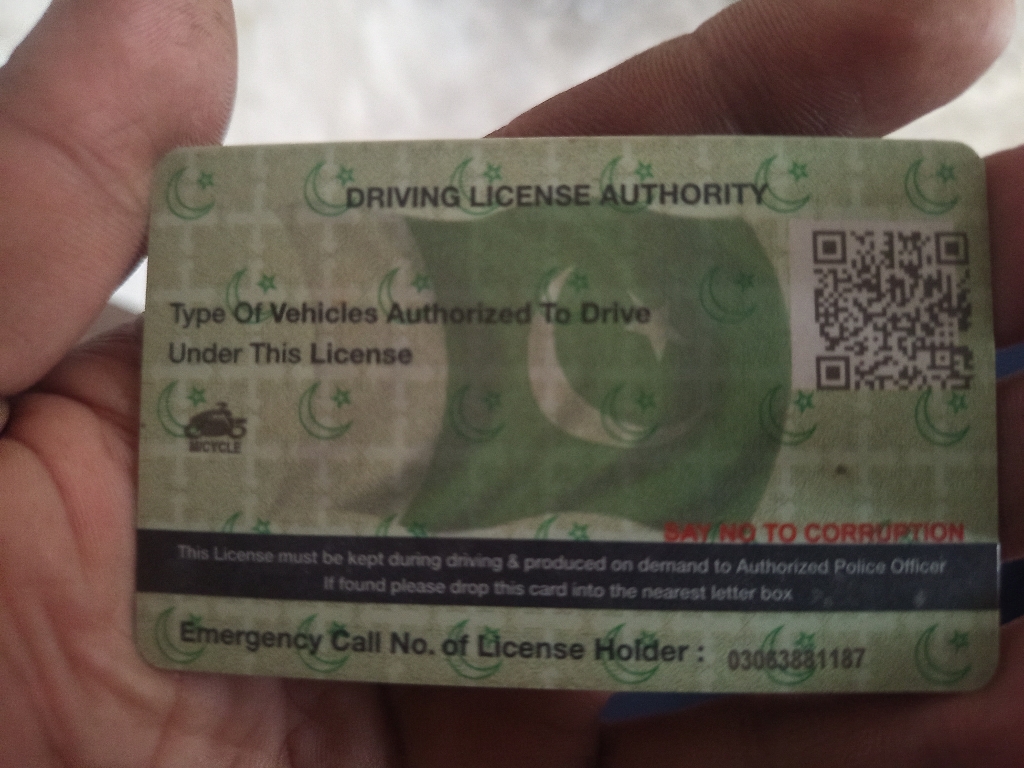 DRIVING LICENSE AUTHORITY
Type Of Vehicles Authorized To Drive
Under This License
BICYCLE
SAY NO TO CORRUPTION
This License must be kept during driving & produced on demand to Authorized Police Officer
If found please drop this card into the nearest letter box
Emergency Call No. of License Holder : 03063881187